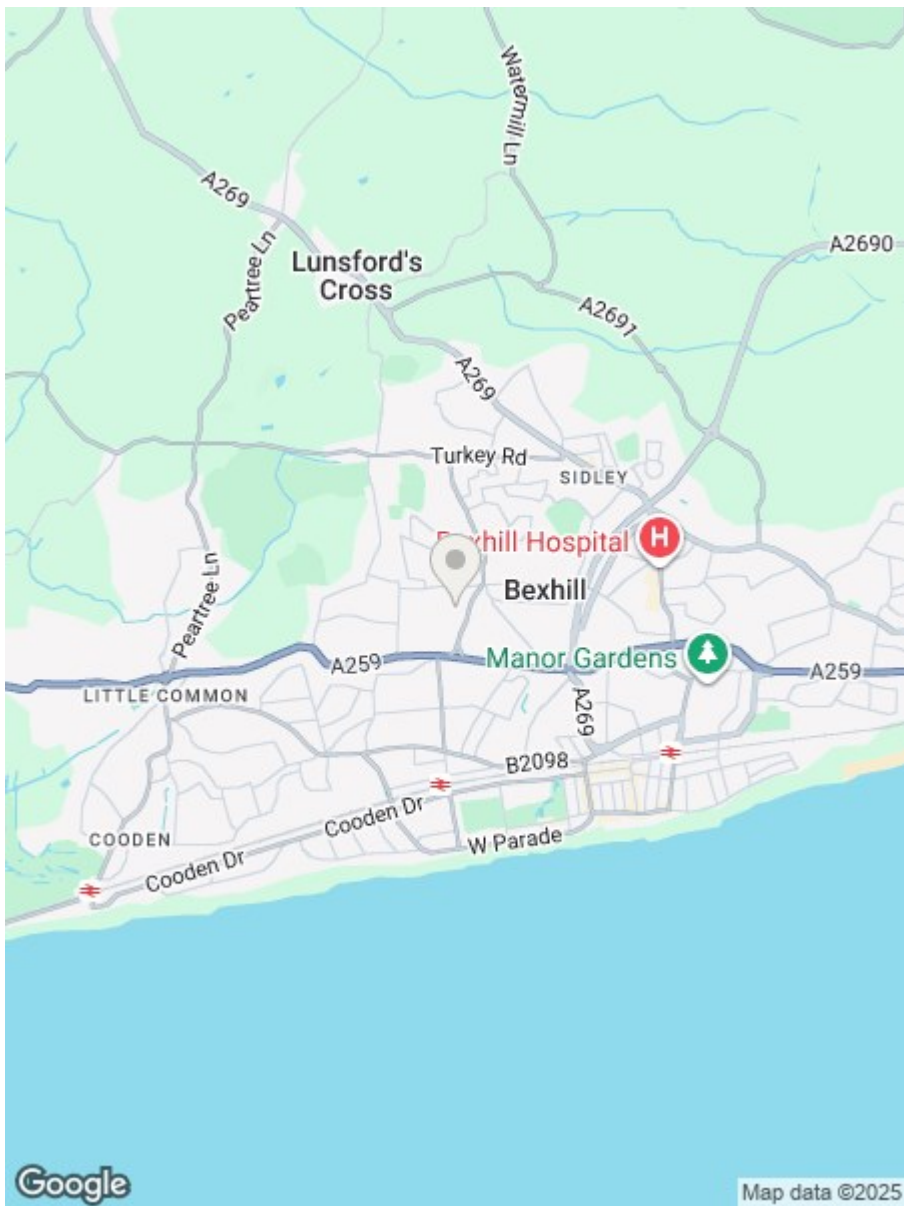 Watermill Ln
A269
Peartree Ln
Lunsford's
Cross
A2690
A2691
A269
Turkey Rd
SIDLEY
Hospital
H
Bexhill
Peartree Ln
A259
Manor Gardens
A259
LITTLE COMMON
A269
B2098
Cooden Dr
W Parade
COODEN
Cooden Dr
Google
Map data ©2025